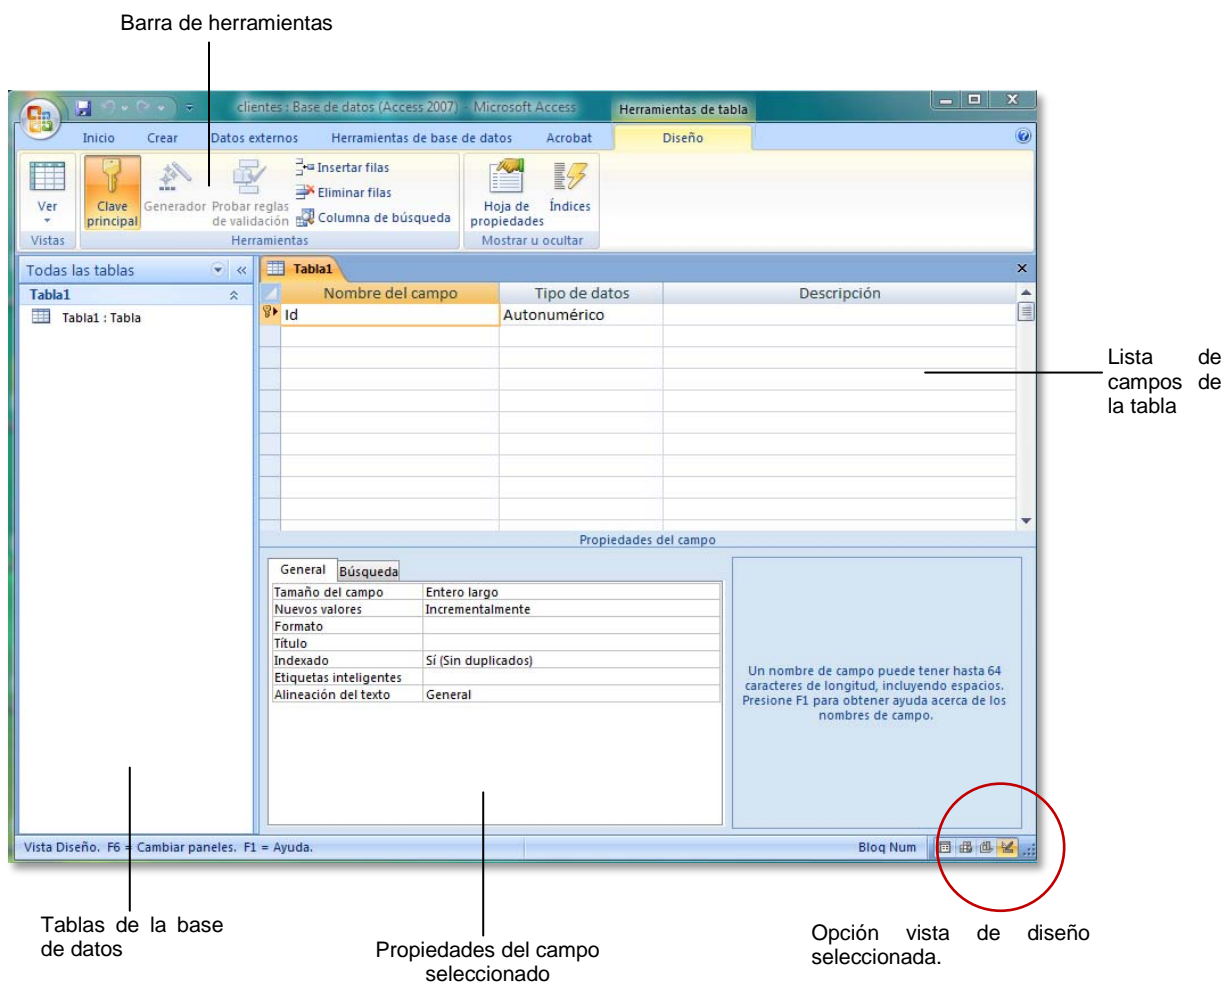 Barra de herramientas
clientes : Base de datos (Access 2007) - Microsoft Access
Herramientas de tabla
Inicio Crear Datos externos Herramientas de base de datos Acrobat Diseño
Ver
Clave principal
Generador
Probar reglas de validación
Insertar filas
Eliminar filas
Columna de búsqueda
Hoja de propiedades
Índices
Vistas
Herramientas
Mostrar u ocultar
Todas las tablas
Tabla1
Tabla1 : Tabla
Tabla1
Nombre del campo Tipo de datos Descripción
Id Autonumérico
Lista de
campos de
la tabla
Propiedades del campo
General Búsqueda
Tamaño del campo Entero largo
Nuevos valores Incrementalmente
Formato
Título
Indexado Sí (Sin duplicados)
Etiquetas inteligentes
Alineación del texto General
Un nombre de campo puede tener hasta 64
caracteres de longitud, incluyendo espacios.
Presione F1 para obtener ayuda acerca de los
nombres de campo.
Vista Diseño. F6 = Cambiar paneles. F1 = Ayuda.
Bloq Num
Tablas de la base
de datos
Propiedades del campo
seleccionado
Opción vista de diseño
seleccionada.